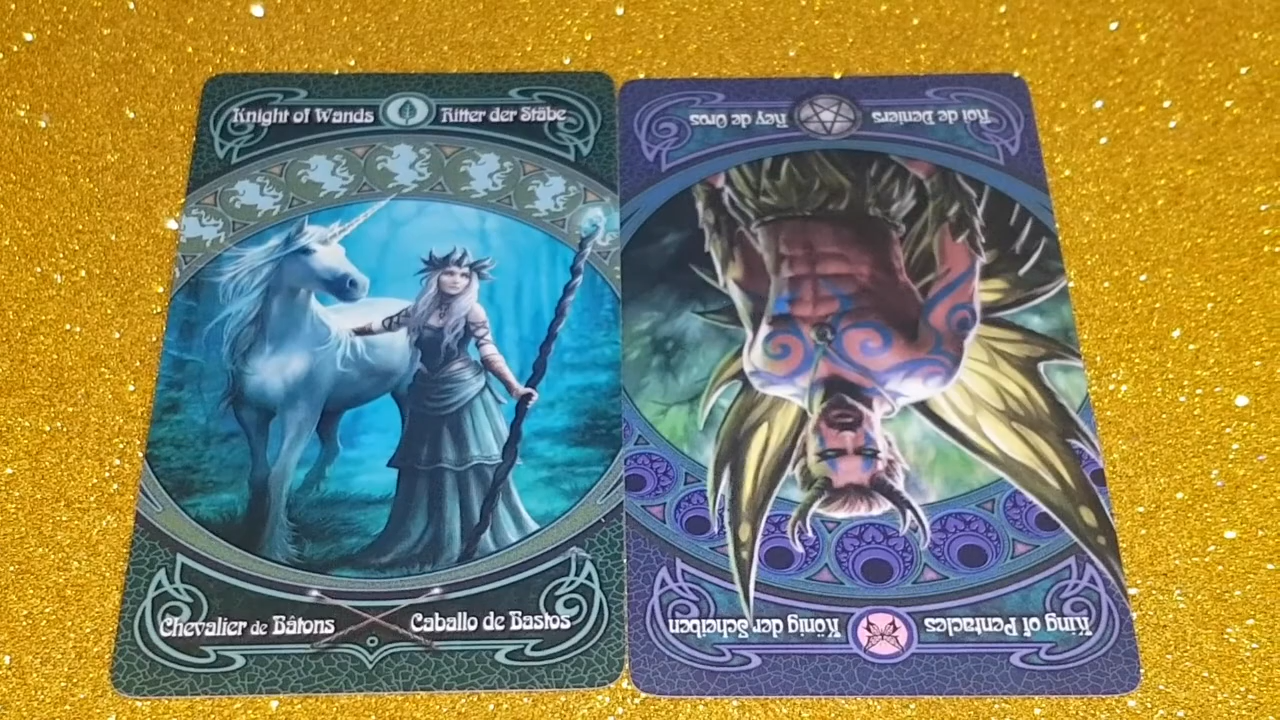 Knight of Wands Ritter der Stäbe
Chevalier de Bâtons Caballo de Bastos
King of Pentacles König der Scheiben
Roi de Deniers Rey de Oros